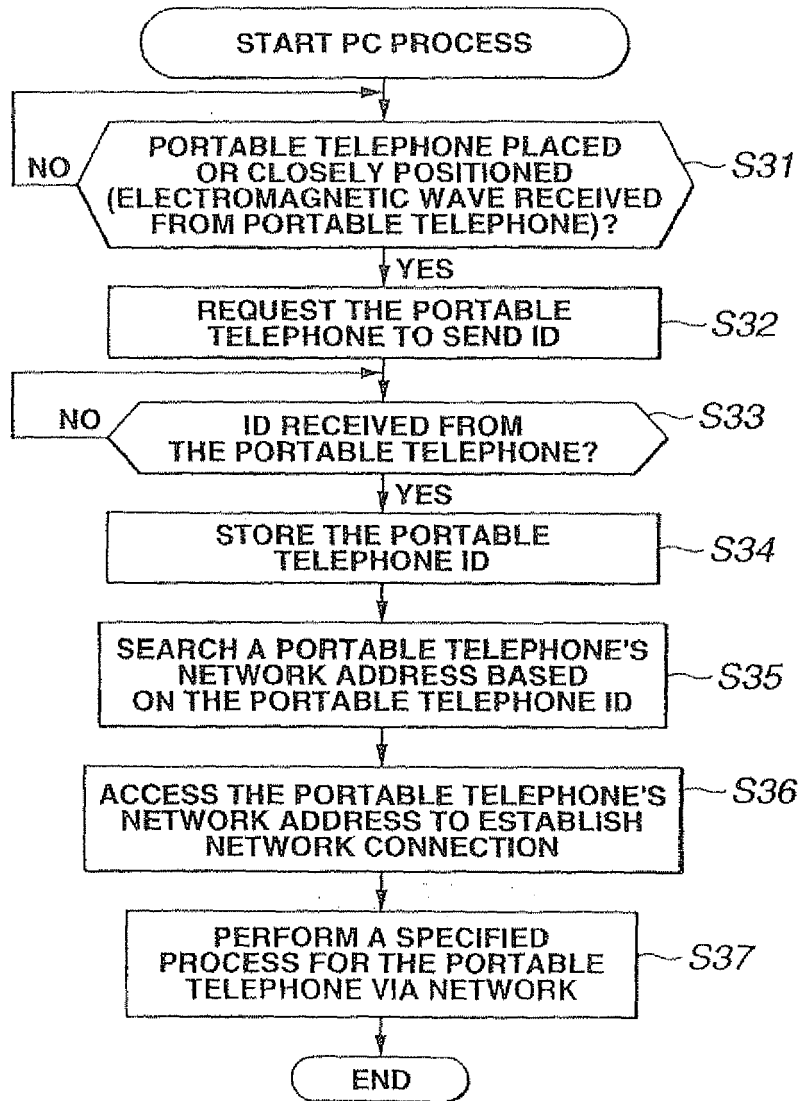 START PC PROCESS
PORTABLE TELEPHONE PLACED
OR CLOSELY POSITIONED
(ELECTROMAGNETIC WAVE RECEIVED
FROM PORTABLE TELEPHONE)?
NO
S31
YES
REQUEST THE PORTABLE
TELEPHONE TO SEND ID
S32
NO
ID RECEIVED FROM
THE PORTABLE TELEPHONE?
S33
YES
STORE THE PORTABLE
TELEPHONE ID
S34
SEARCH A PORTABLE TELEPHONE'S
NETWORK ADDRESS BASED
ON THE PORTABLE TELEPHONE ID
S35
ACCESS THE PORTABLE TELEPHONE'S
NETWORK ADDRESS TO ESTABLISH
NETWORK CONNECTION
S36
PERFORM A SPECIFIED
PROCESS FOR THE PORTABLE
TELEPHONE VIA NETWORK
S37
END